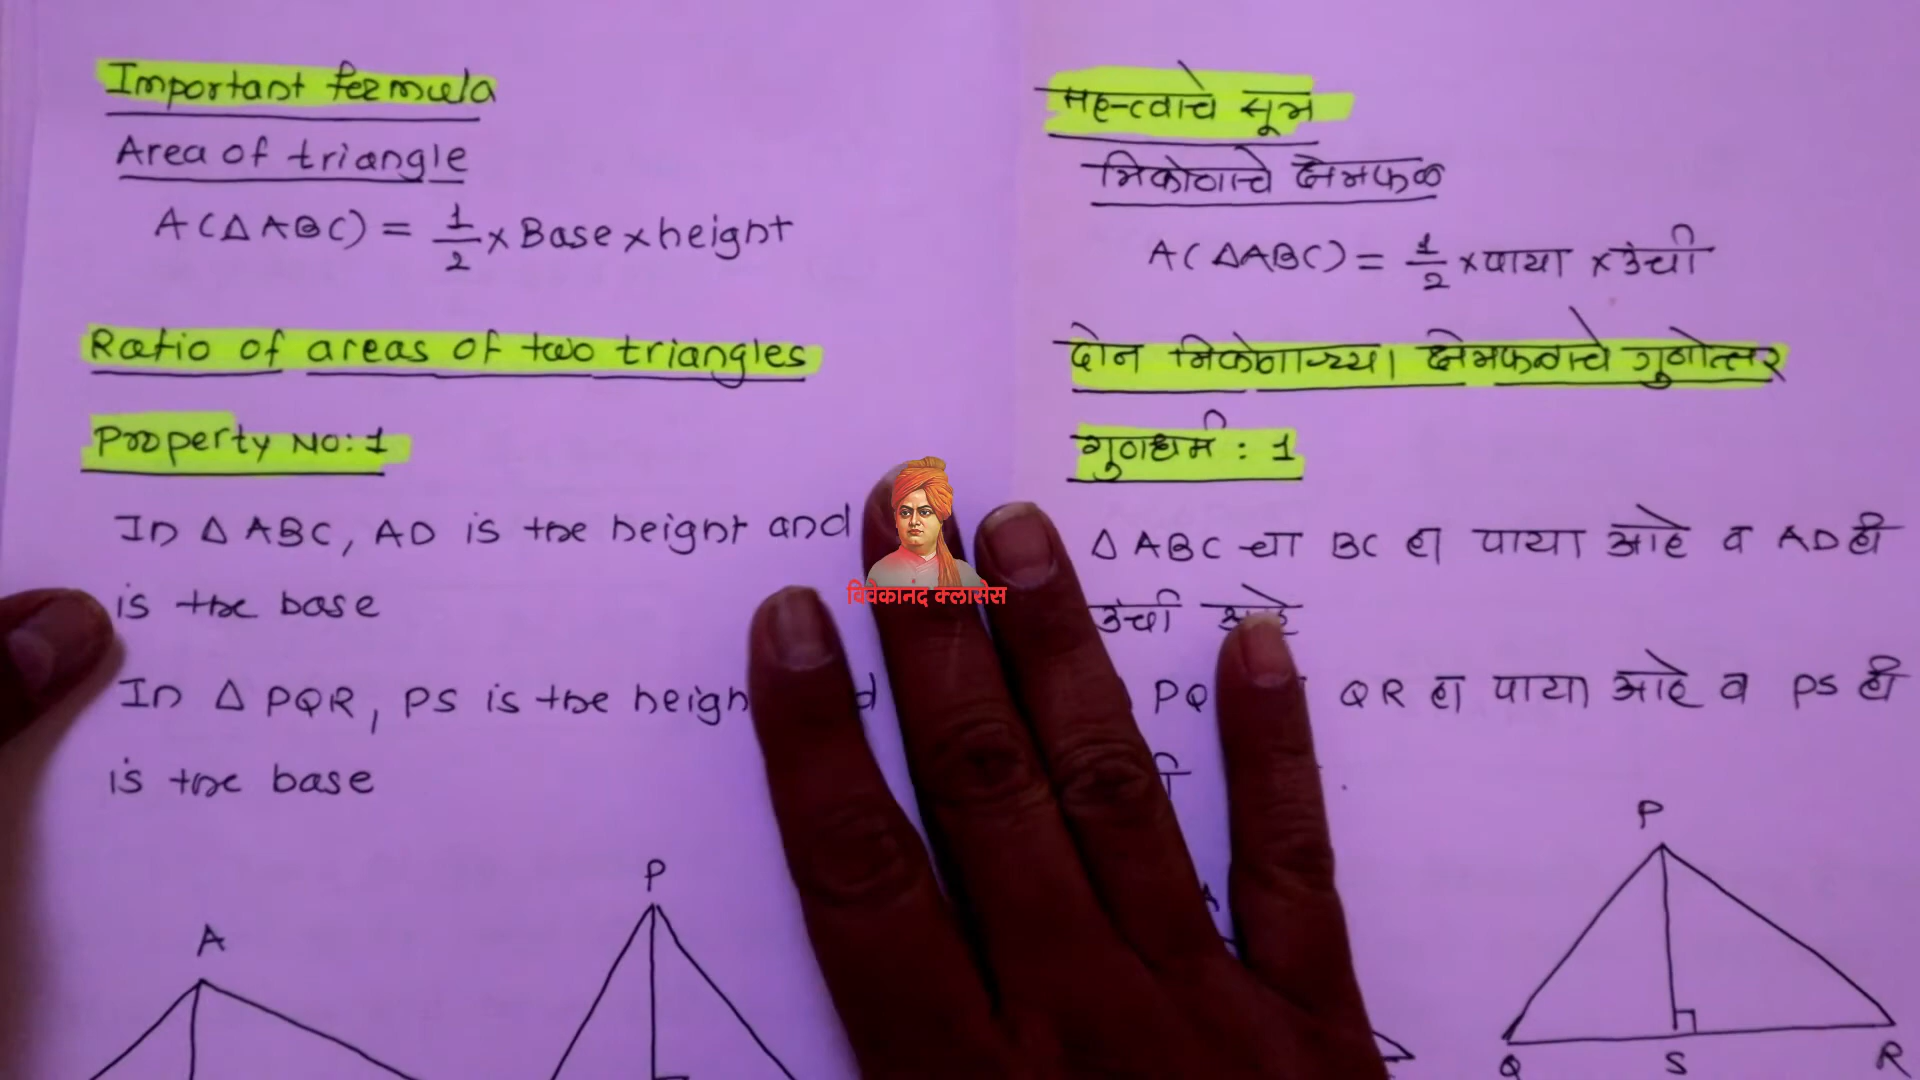 Important formula
Area of triangle
A(△ABC) = 1/2 × Base × height
Ratio of areas of two triangles
Property No: 1
In △ ABC, AD is the height and
is the base
In △ PQR, PS is the heigh
is the base
A
P
महत्वाचे सूत्र
त्रिकोणाचे क्षेत्रफळ
A(△ABC) = 1/2 × पाया × उंची
दोन त्रिकोणाच्या क्षेत्रफळाचे गुणोत्तर
गुणधर्म : 1
△ ABC चा BC हा पाया आहे व AD ही
उंची आहे
PQ QR हा पाया आहे व PS ही
P
Q S R
विवेकानंद क्लासेस